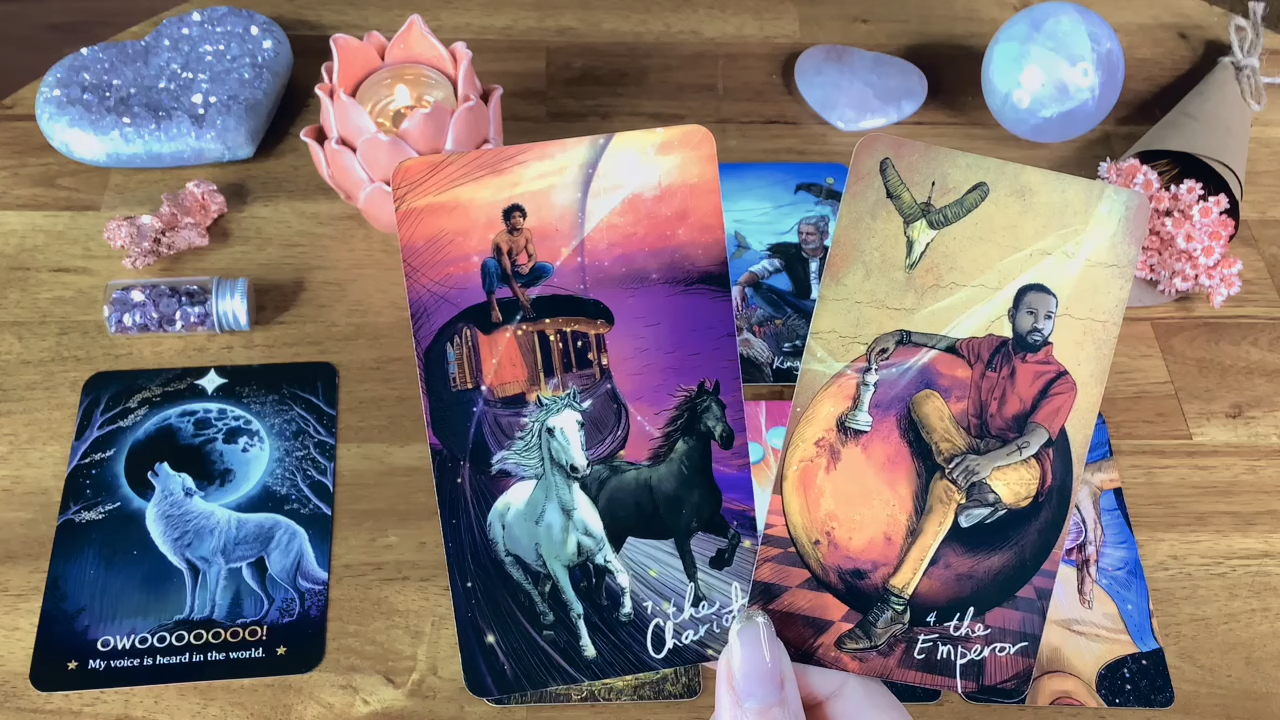 OWOOOOOOO!
My voice is heard in the world.
7. the
Chariot
King
4. the
Emperor